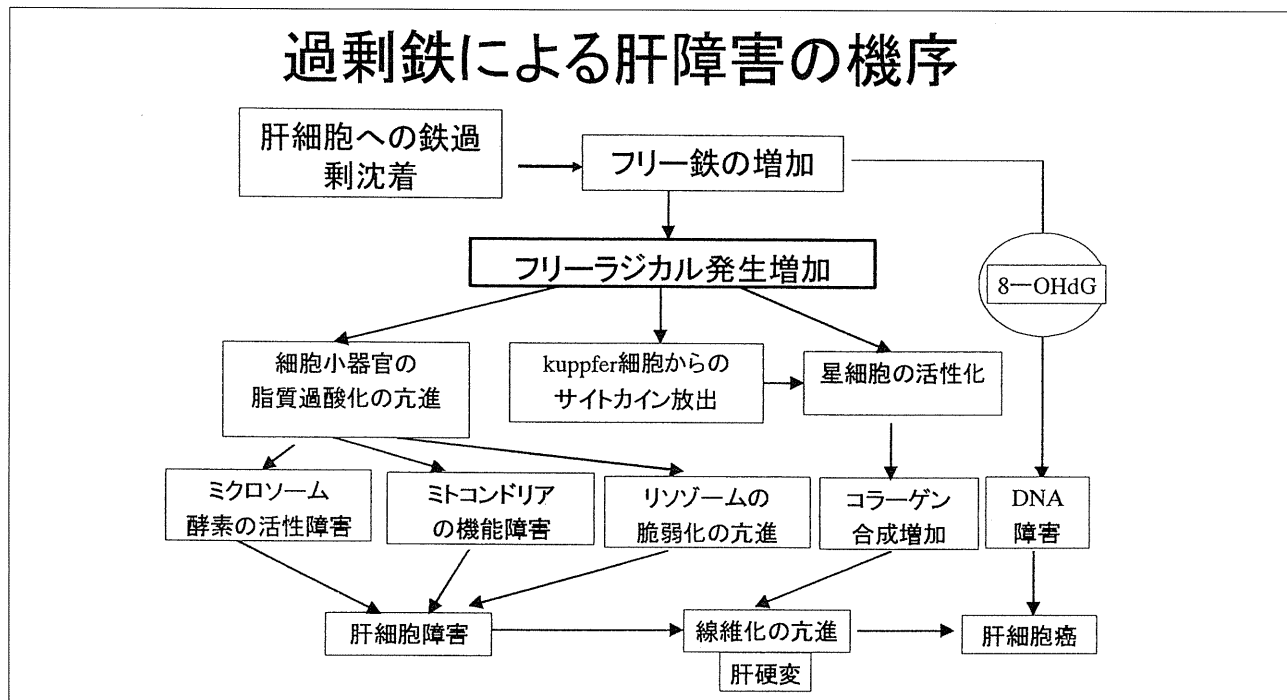 過剰鉄による肝障害の機序
肝細胞への鉄過
剰沈着
フリー鉄の増加
フリーラジカル発生増加
8―OHdG
細胞小器官の
脂質過酸化の亢進
kuppfer細胞からの
サイトカイン放出
星細胞の活性化
ミクロソーム
酵素の活性障害
ミトコンドリア
の機能障害
リソゾームの
脆弱化の亢進
コラーゲン
合成増加
DNA
障害
肝細胞障害
線維化の亢進
肝硬変
肝細胞癌